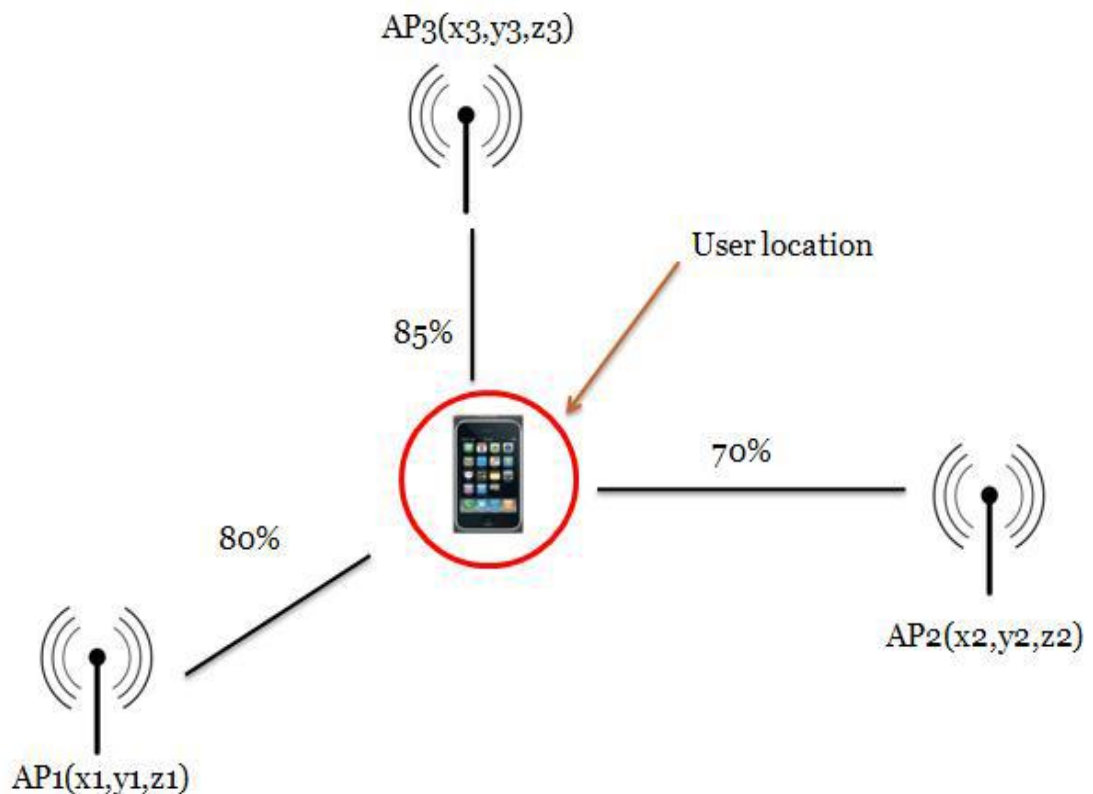 AP3(x3,y3,z3)
User location
85%
70%
80%
AP2(x2,y2,z2)
AP1(x1,y1,z1)